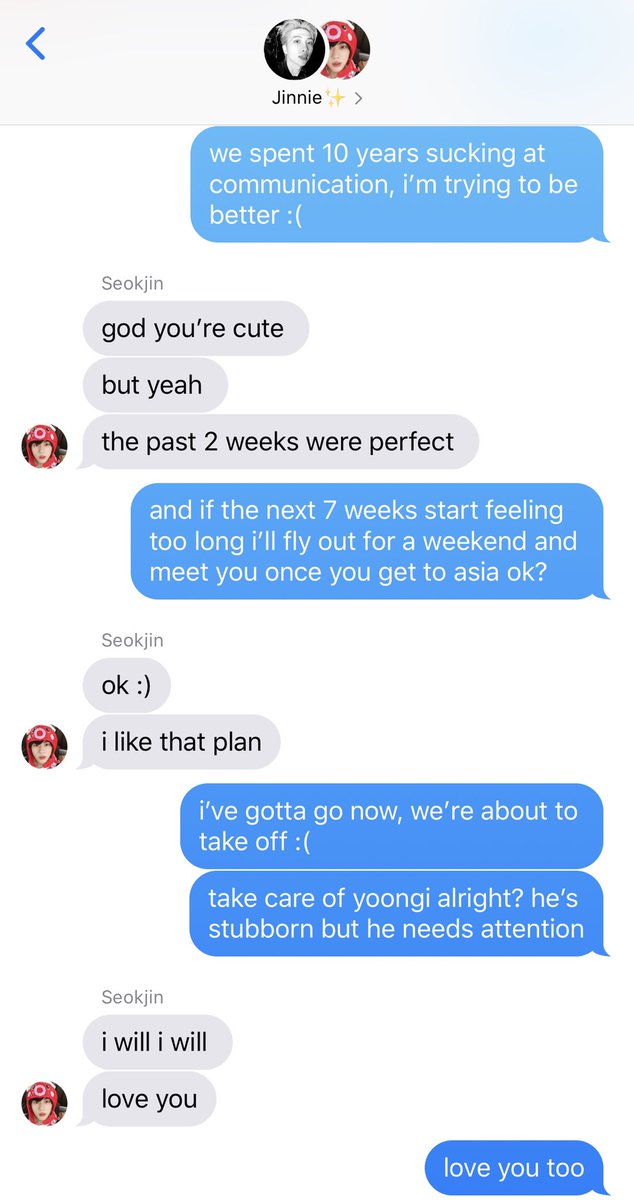 Jinnie✨ >
we spent 10 years sucking at
communication, i’m trying to be
better :(
Seokjin
god you’re cute
but yeah
the past 2 weeks were perfect
and if the next 7 weeks start feeling
too long i’ll fly out for a weekend and
meet you once you get to asia ok?
Seokjin
ok :)
i like that plan
i’ve gotta go now, we’re about to
take off :(
take care of yoongi alright? he’s
stubborn but he needs attention
Seokjin
i will i will
love you
love you too